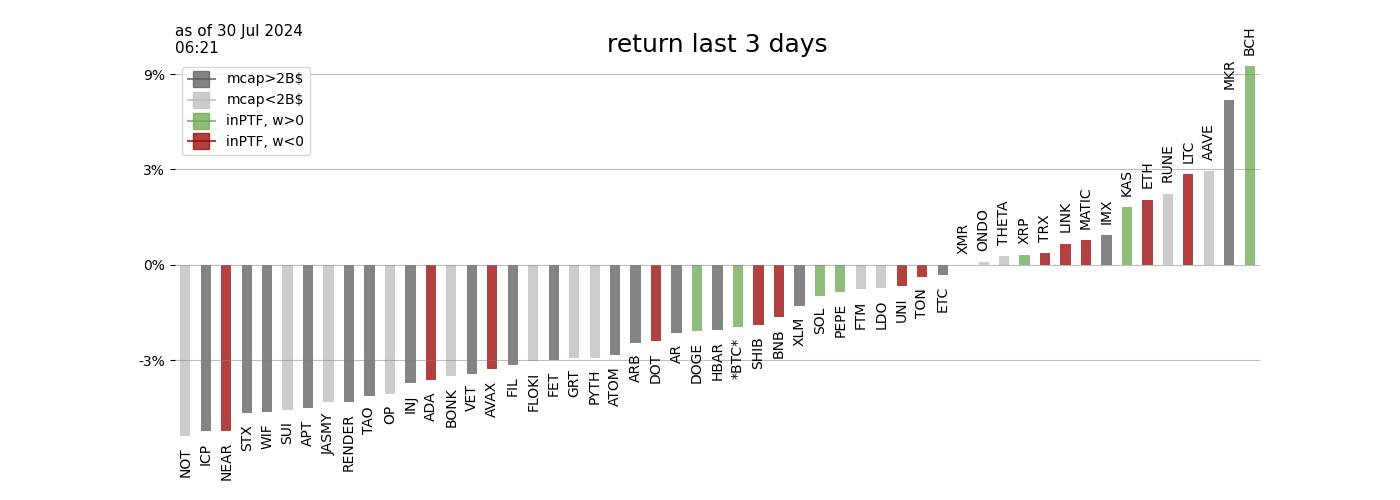 as of 30 Jul 2024
06:21
return last 3 days
mcap>2B$
mcap<2B$
inPTF, w>0
inPTF, w<0
9%
3%
0%
-3%
NOT
ICP
NEAR
STX
WIF
SUI
APT
JASMY
RENDER
TAO
OP
INJ
ADA
BONK
VET
AVAX
FIL
FLOKI
FET
GRT
PYTH
ATOM
ARB
DOT
AR
DOGE
HBAR
*BTC*
SHIB
BNB
XLM
SOL
PEPE
FTM
LDO
UNI
TON
ETC
XMR
ONDO
THETA
XRP
TRX
LINK
MATIC
IMX
KAS
ETH
RUNE
LTC
AAVE
MKR
BCH